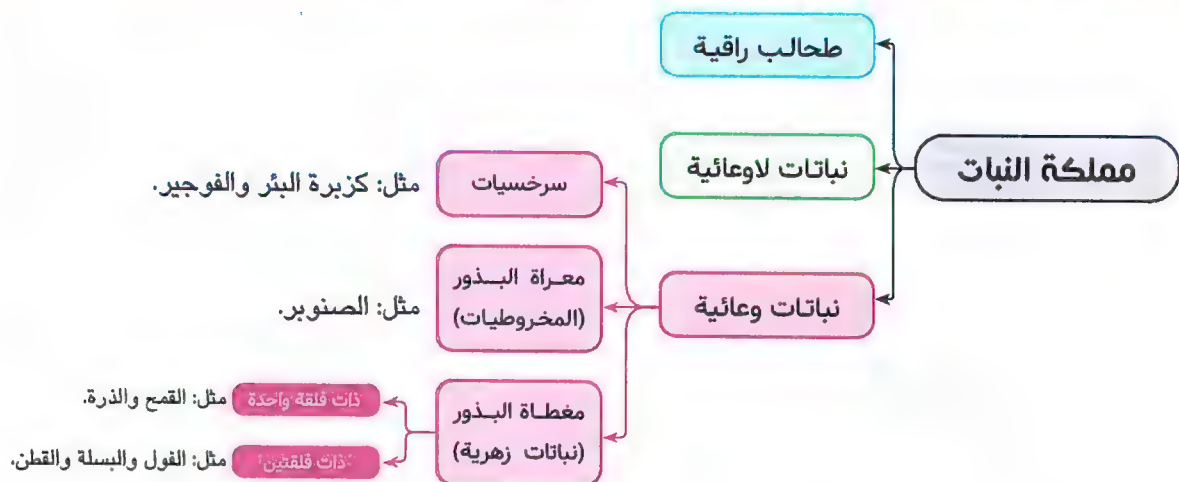 مملكة النبات
طحالب راقية
نباتات لاوعائية
نباتات وعائية
سرخسيات
مثل: كزبرة البئر والفوجير.
معراة البذور
(المخروطيات)
مثل: الصنوبر.
مغطاة البذور
(نباتات زهرية)
ذات فلقة واحدة
مثل: القمح والذرة.
ذات فلقتين
مثل: الفول والبسلة والقطن.